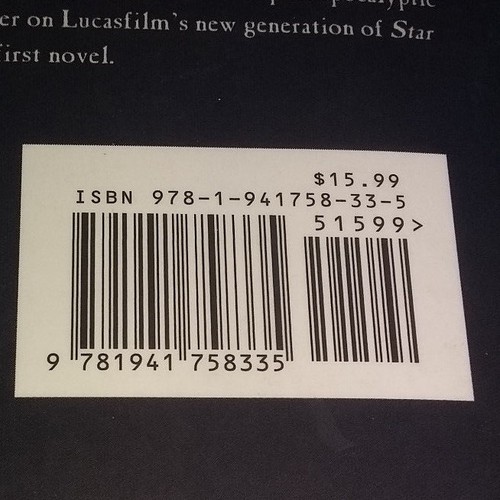 er on Lucasfilm's new generation of Star
first novel.
$15.99
ISBN 978-1-941758-33-5
51599>
9 781941 758335